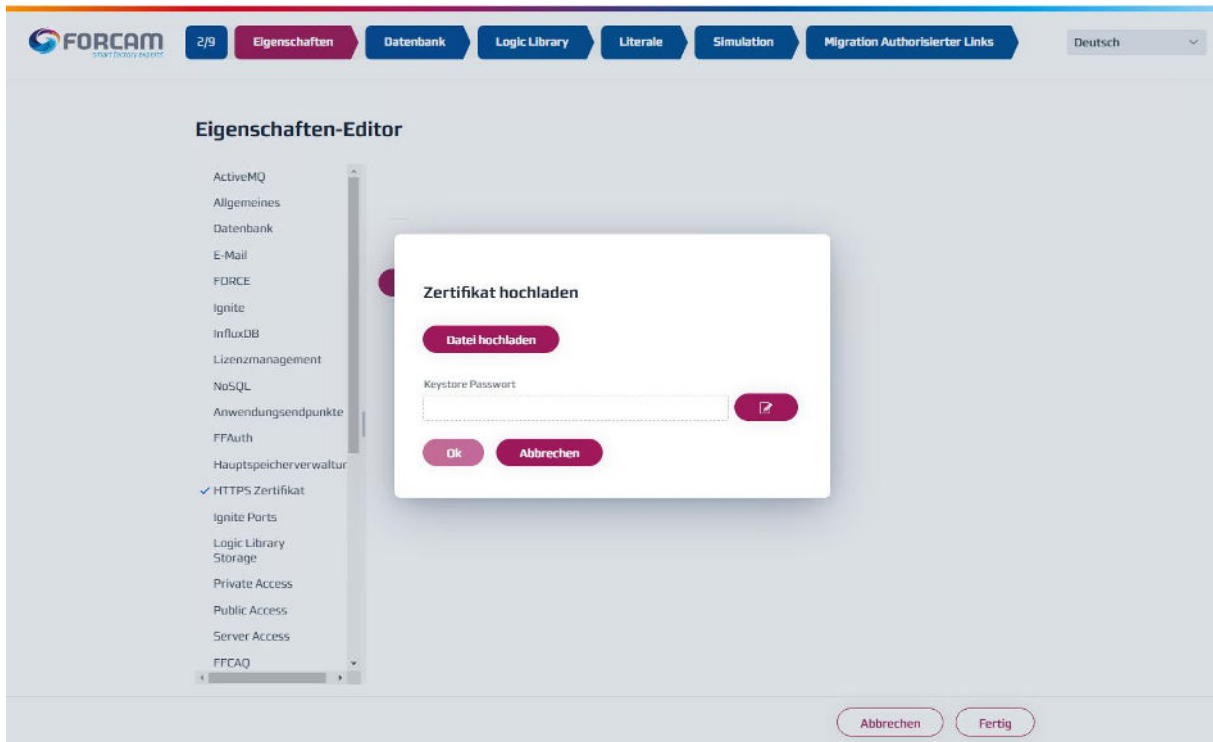 FORCAM
smart factory experts
2/9
Eigenschaften
Datenbank
Logic Library
Literale
Simulation
Migration Authorisierter Links
Deutsch
Eigenschaften-Editor
ActiveMQ
Allgemeines
Datenbank
E-Mail
FORCE
Ignite
InfluxDB
Lizenzmanagement
NoSQL
Anwendungsendpunkte
FFAuth
Hauptspeicherverwaltur
HTTPS Zertifikat
Ignite Ports
Logic Library
Storage
Private Access
Public Access
Server Access
FFCAQ
Zertifikat hochladen
Datei hochladen
Keystore Passwort
Ok
Abbrechen
Abbrechen
Fertig